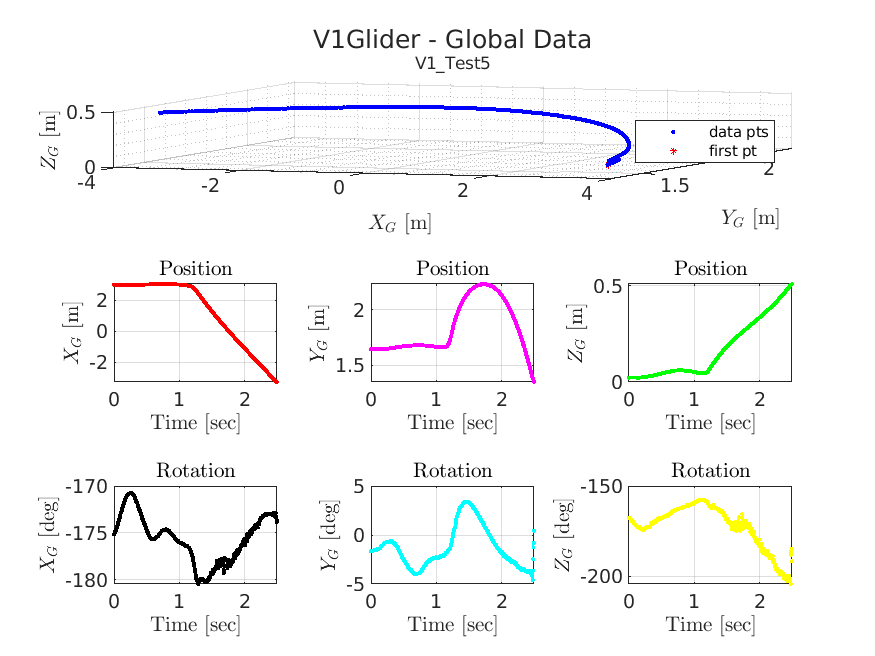 V1Glider - Global Data
V1_Test5
Z_G [m]
0.5
0
-4
-2
0
2
4
1.5
2
X_G [m]
Y_G [m]
data pts
first pt
Position
X_G [m]
2
0
-2
0 1 2
Time [sec]
Position
Y_G [m]
2
1.5
0 1 2
Time [sec]
Position
Z_G [m]
0.5
0
0 1 2
Time [sec]
Rotation
X_G [deg]
-170
-175
-180
0 1 2
Time [sec]
Rotation
Y_G [deg]
5
0
-5
0 1 2
Time [sec]
Rotation
Z_G [deg]
-150
-200
0 1 2
Time [sec]